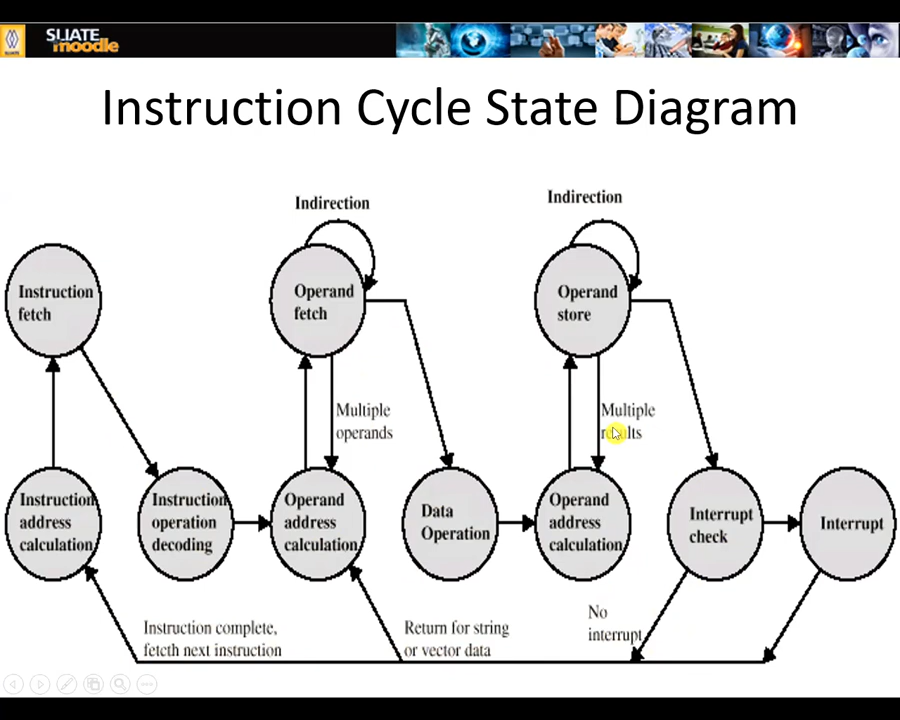 SLIATE
moodle
Instruction Cycle State Diagram
Indirection
Indirection
Instruction
fetch
Operand
fetch
Operand
store
Multiple
operands
Multiple
results
Instruction
address
calculation
Instruction
operation
decoding
Operand
address
calculation
Data
Operation
Operand
address
calculation
Interrupt
check
Interrupt
Instruction complete,
fetcth next instruction
Return for string
or vector data
No
interrupt